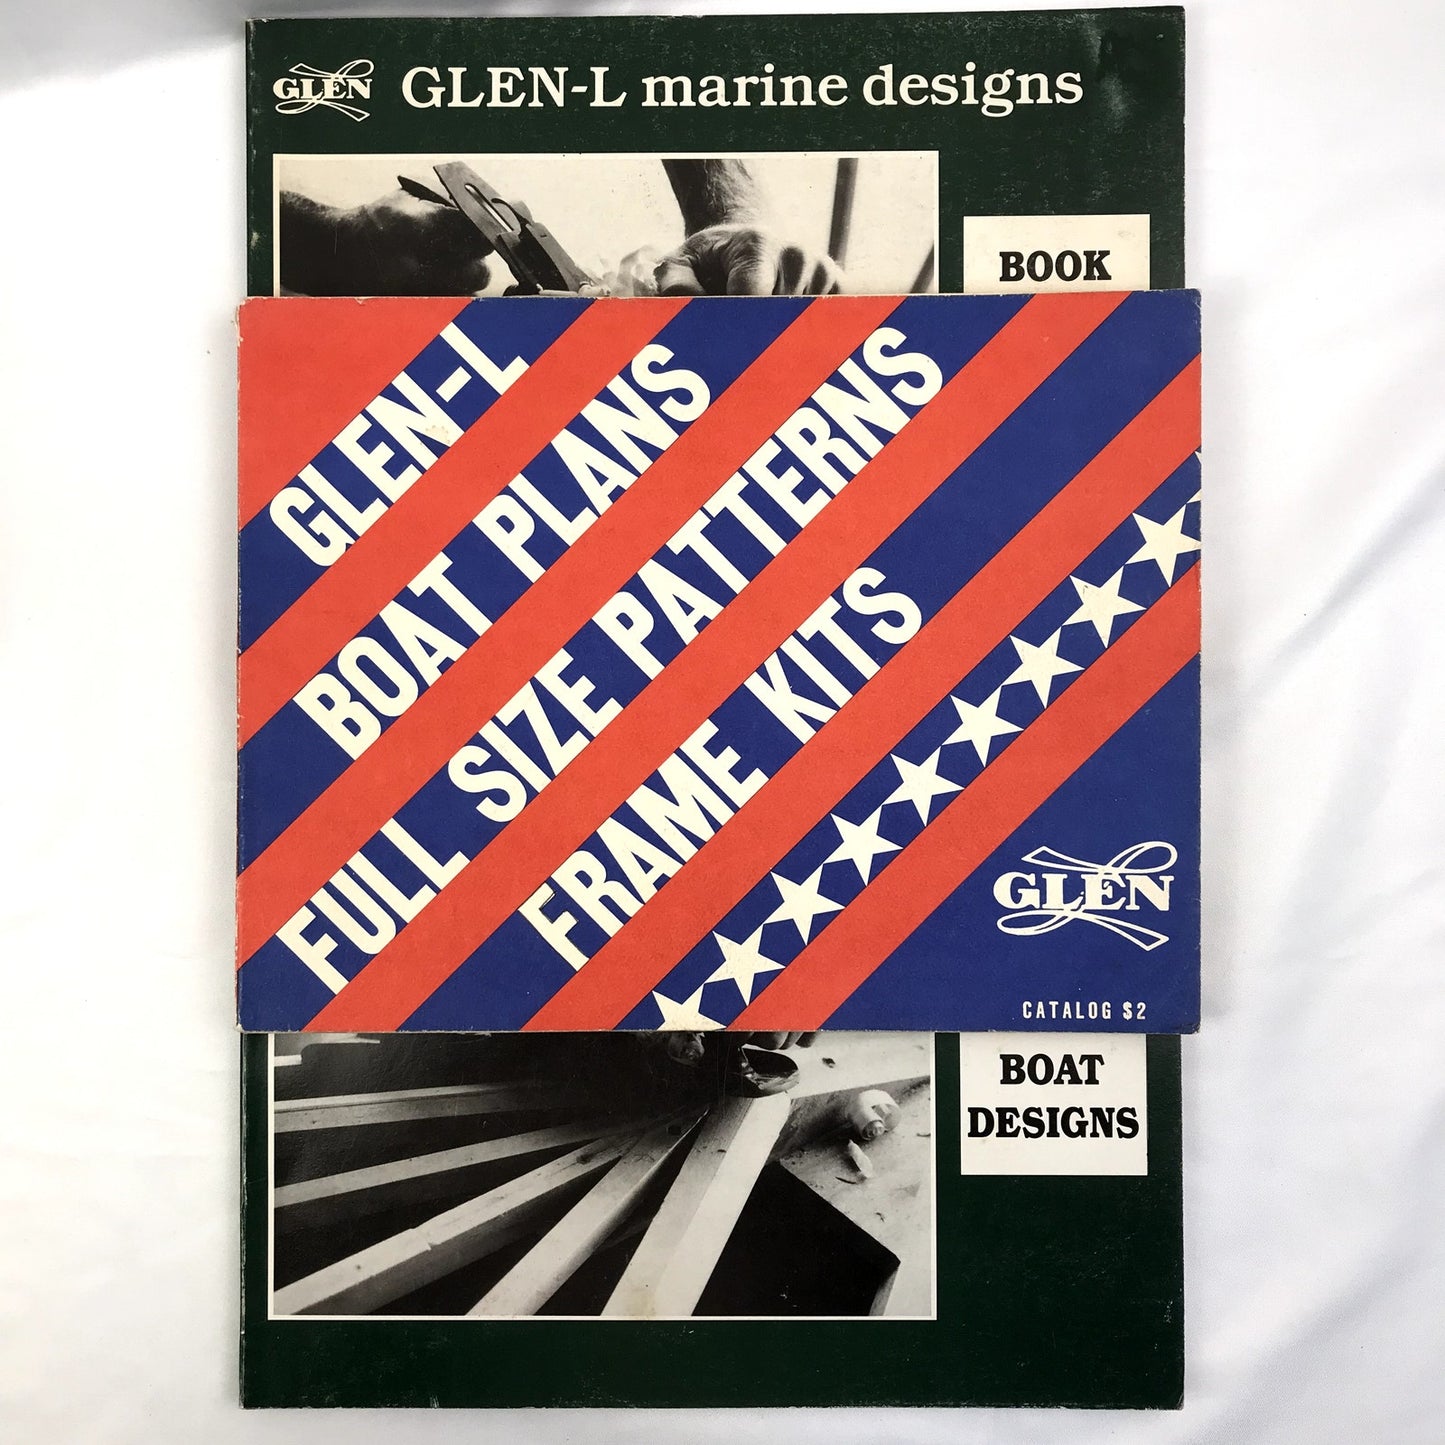 GLEN L
GLEN-L marine designs
BOOK
GLEN-L
BOAT PLANS
FULL SIZE PATTERNS
FRAME KITS
GLEN L
CATALOG $2
BOAT
DESIGNS